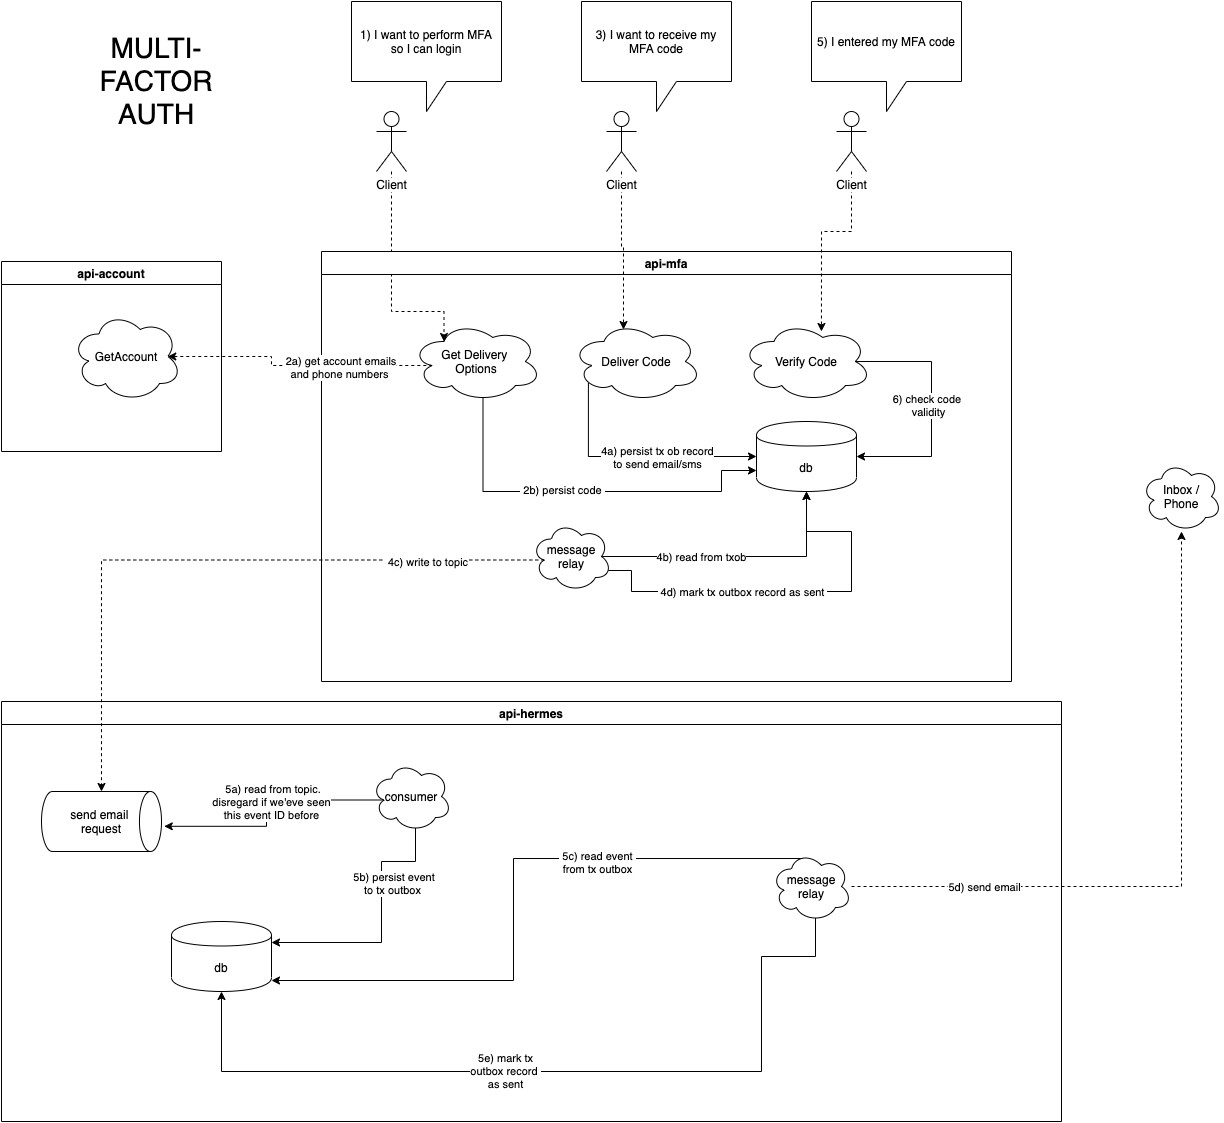 MULTI-
FACTOR
AUTH
1) I want to perform MFA
so I can login
3) I want to receive my
MFA code
5) I entered my MFA code
Client
Client
Client
api-account
api-mfa
GetAccount
2a) get account emails
and phone numbers
Get Delivery
Options
Deliver Code
Verify Code
6) check code
validity
4a) persist tx ob record
to send email/sms
db
2b) persist code
Inbox /
Phone
message
relay
4b) read from txob
4c) write to topic
4d) mark tx outbox record as sent
api-hermes
send email
request
5a) read from topic.
disregard if we'eve seen
this event ID before
consumer
5b) persist event
to tx outbox
5c) read event
from tx outbox
message
relay
5d) send email
db
5e) mark tx
outbox record
as sent